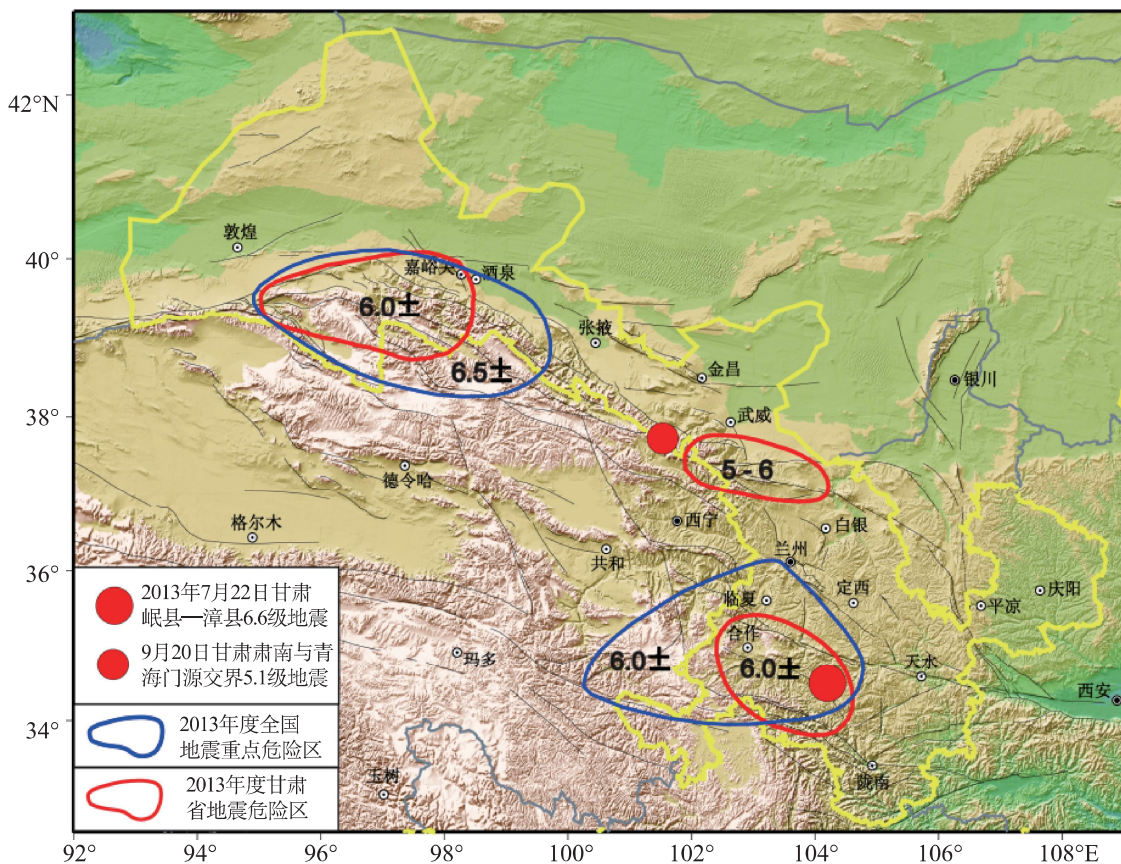 42°N
敦煌
40°
嘉峪关
酒泉
6.0±
张掖
6.5±
金昌
银川
38°
武威
5-6
德令哈
西宁
白银
格尔木
共和
兰州
36°
2013年7月22日甘肃
岷县—漳县6.6级地震
临夏
定西
庆阳
平凉
合作
9月20日甘肃肃南与青
海门源交界5.1级地震
玛多
6.0±
6.0±
天水
西安
34°
2013年度全国
地震重点危险区
陇南
玉树
2013年度甘肃
省地震危险区
92°
94°
96°
98°
100°
102°
104°
106°
108°E